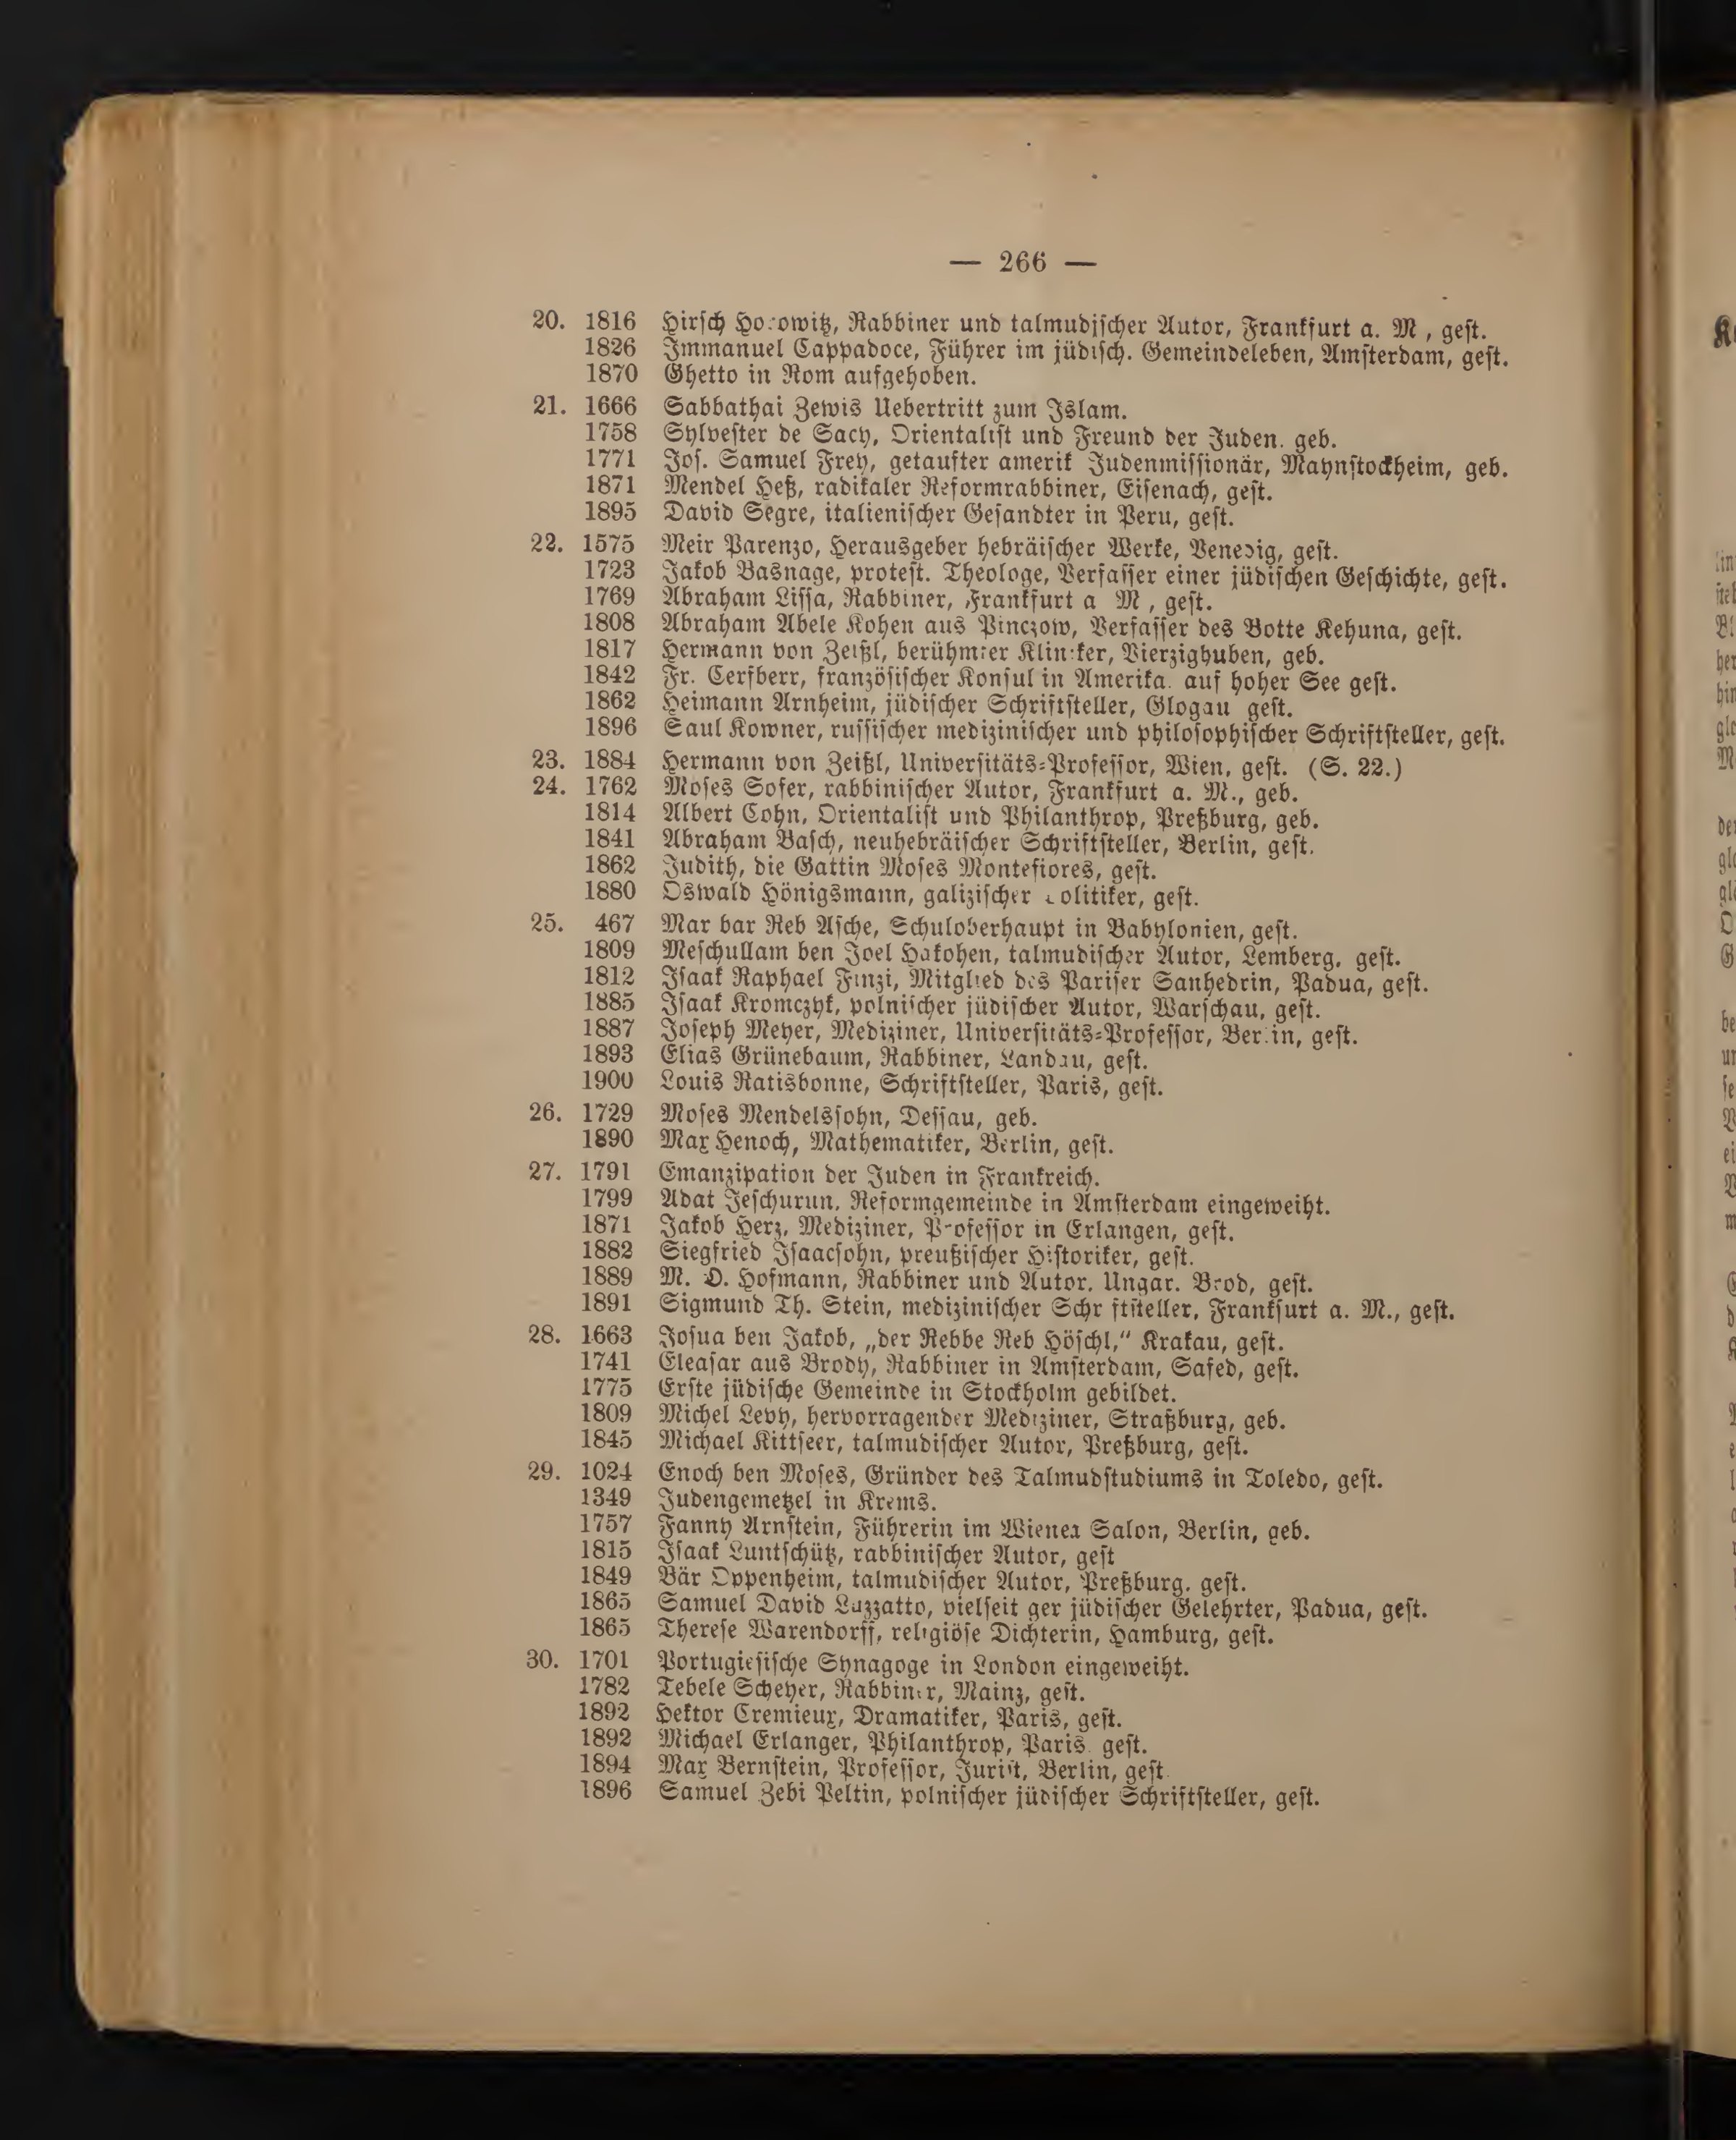 — 266 —
20. 1816 Hirsch Horowitz, Rabbiner und talmudischer Autor, Frankfurt a. M , gest.
1826 Immanuel Cappadoce, Führer im jüdisch. Gemeindeleben, Amsterdam, gest.
1870 Ghetto in Rom aufgehoben.
21. 1666 Sabbathai Zewis Uebertritt zum Islam.
1758 Sylvester de Sacy, Orientalist und Freund der Juden. geb.
1771 Jos. Samuel Frey, getaufter amerik Judenmissionär, Maynstockheim, geb.
1871 Mendel Heß, radikaler Reformrabbiner, Eisenach, gest.
1895 David Segre, italienischer Gesandter in Peru, gest.
22. 1575 Meir Parenzo, Herausgeber hebräischer Werke, Venedig, gest.
1723 Jakob Basnage, protest. Theologe, Verfasser einer jüdischen Geschichte, gest.
1769 Abraham Lissa, Rabbiner, Frankfurt a M , gest.
1808 Abraham Abele Kohen aus Pinczow, Verfasser des Botte Kehuna, gest.
1817 Hermann von Zeißl, berühmter Kliniker, Vierzighuben, geb.
1842 Fr. Cerfberr, französischer Konsul in Amerika. auf hoher See gest.
1862 Heimann Arnheim, jüdischer Schriftsteller, Glogau gest.
1896 Saul Kowner, russischer medizinischer und philosophischer Schriftsteller, gest.
23. 1884 Hermann von Zeißl, Universitäts-Professor, Wien, gest. (S. 22.)
24. 1762 Moses Sofer, rabbinischer Autor, Frankfurt a. M., geb.
1814 Albert Cohn, Orientalist und Philanthrop, Preßburg, geb.
1841 Abraham Basch, neuhebräischer Schriftsteller, Berlin, gest.
1862 Judith, die Gattin Moses Montefiores, gest.
1880 Oswald Hönigsmann, galizischer Politiker, gest.
25. 467 Mar bar Reb Asche, Schuloberhaupt in Babylonien, gest.
1809 Meschullam ben Joel Hakohen, talmudischer Autor, Lemberg. gest.
1812 Isaak Raphael Finzi, Mitglied des Pariser Sanhedrin, Padua, gest.
1885 Isaak Kromczyk, polnischer jüdischer Autor, Warschau, gest.
1887 Joseph Meyer, Mediziner, Universitäts-Professor, Berlin, gest.
1893 Elias Grünebaum, Rabbiner, Landau, gest.
1900 Louis Ratisbonne, Schriftsteller, Paris, gest.
26. 1729 Moses Mendelssohn, Dessau, geb.
1890 Max Henoch, Mathematiker, Berlin, gest.
27. 1791 Emanzipation der Juden in Frankreich.
1799 Adat Jeschurun, Reformgemeinde in Amsterdam eingeweiht.
1871 Jakob Herz, Mediziner, Professor in Erlangen, gest.
1882 Siegfried Isaacsohn, preußischer Historiker, gest.
1889 M. D. Hofmann, Rabbiner und Autor. Ungar. Brod, gest.
1891 Sigmund Th. Stein, medizinischer Schr ftsteller, Frankfurt a. M., gest.
28. 1663 Josua ben Jakob, „der Rebbe Reb Höschl,“ Krakau, gest.
1741 Eleasar aus Brody, Rabbiner in Amsterdam, Safed, gest.
1775 Erste jüdische Gemeinde in Stockholm gebildet.
1809 Michel Levy, hervorragender Mediziner, Straßburg, geb.
1845 Michael Kittseer, talmudischer Autor, Preßburg, gest.
29. 1024 Enoch ben Moses, Gründer des Talmudstudiums in Toledo, gest.
1349 Judengemetzel in Krems.
1757 Fanny Arnstein, Führerin im Wiener Salon, Berlin, geb.
1815 Isaak Luntschütz, rabbinischer Autor, gest
1849 Bär Oppenheim, talmudischer Autor, Preßburg. gest.
1865 Samuel David Luzzatto, vielseit ger jüdischer Gelehrter, Padua, gest.
1865 Therese Warendorff, religiöse Dichterin, Hamburg, gest.
30. 1701 Portugiesische Synagoge in London eingeweiht.
1782 Tebele Scheyer, Rabbiner, Mainz, gest.
1892 Hektor Cremieux, Dramatiker, Paris, gest.
1892 Michael Erlanger, Philanthrop, Paris gest.
1894 Max Bernstein, Professor, Jurist, Berlin, gest
1896 Samuel Zebi Peltin, polnischer jüdischer Schriftsteller, gest.